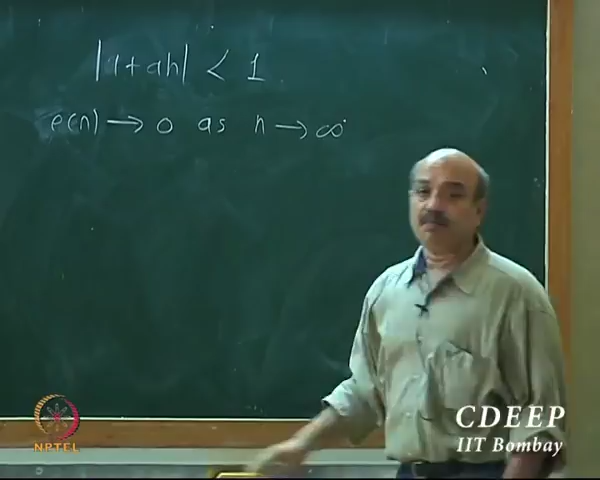 |1+ah| < 1
e(n) → 0 as n → ∞
NPTEL
CDEEP
IIT Bombay